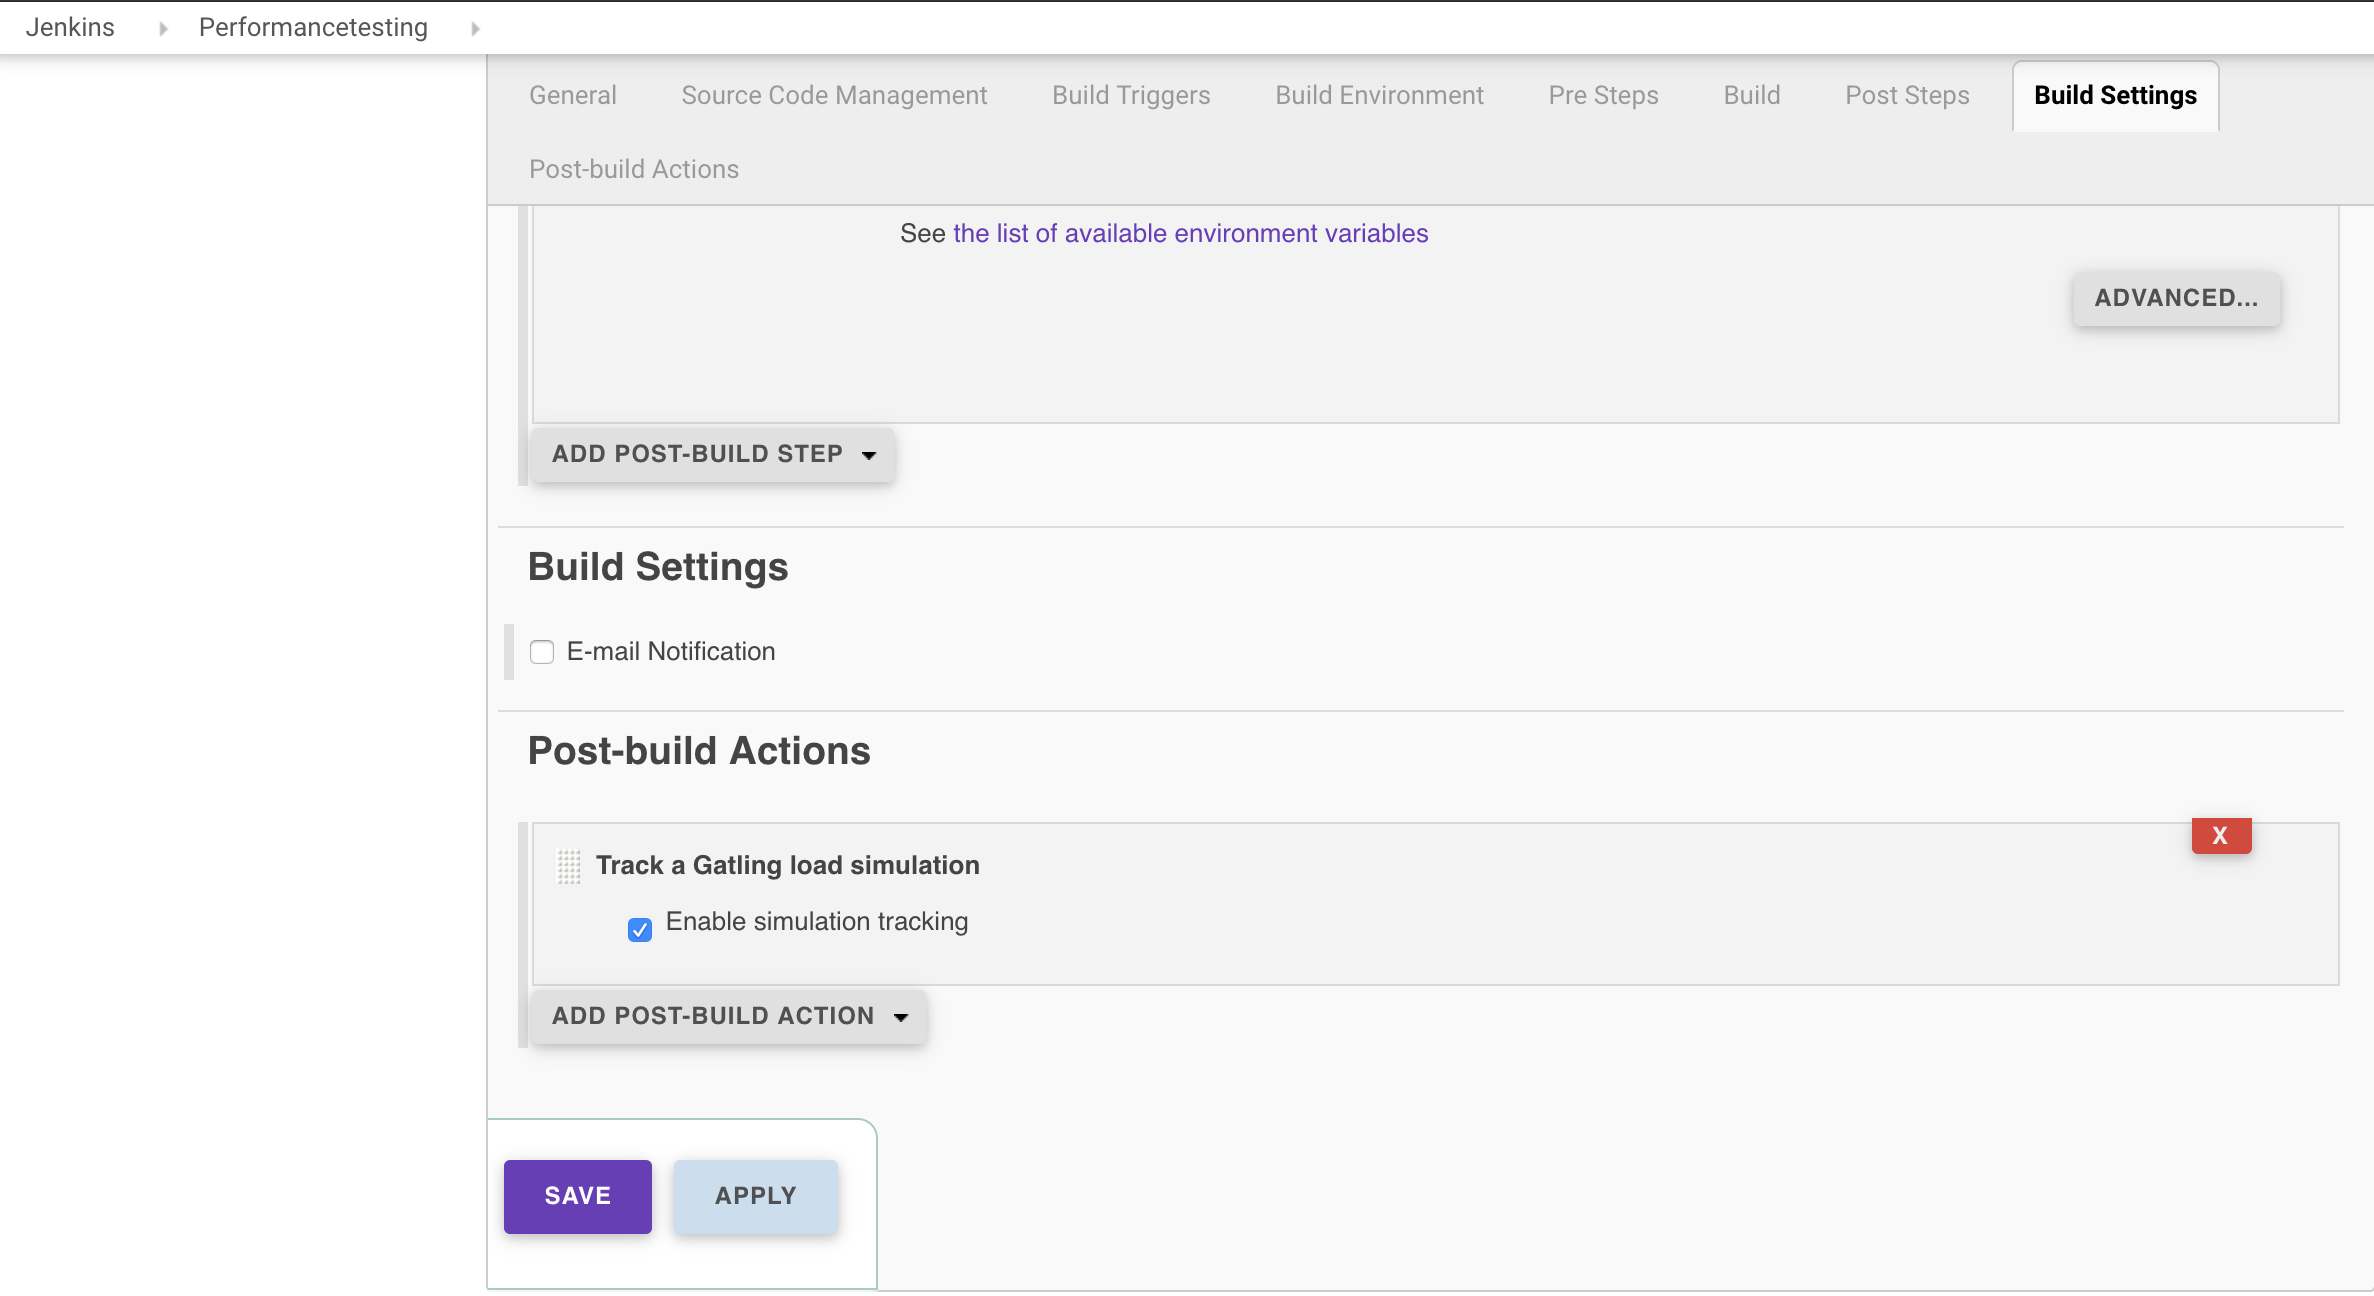 Jenkins Performancetesting
General Source Code Management Build Triggers Build Environment Pre Steps Build Post Steps Build Settings
Post-build Actions
See the list of available environment variables
ADVANCED...
ADD POST-BUILD STEP
Build Settings
E-mail Notification
Post-build Actions
X
Track a Gatling load simulation
Enable simulation tracking
ADD POST-BUILD ACTION
SAVE APPLY